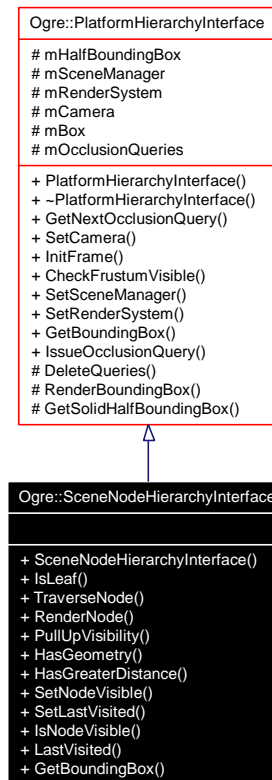 Ogre::PlatformHierarchyInterface
# mHalfBoundingBox
# mSceneManager
# mRenderSystem
# mCamera
# mBox
# mOcclusionQueries
+ PlatformHierarchyInterface()
+ ~PlatformHierarchyInterface()
+ GetNextOcclusionQuery()
+ SetCamera()
+ InitFrame()
+ CheckFrustumVisible()
+ SetSceneManager()
+ SetRenderSystem()
+ GetBoundingBox()
+ IssueOcclusionQuery()
# DeleteQueries()
# RenderBoundingBox()
# GetSolidHalfBoundingBox()
Ogre::SceneNodeHierarchyInterface
+ SceneNodeHierarchyInterface()
+ IsLeaf()
+ TraverseNode()
+ RenderNode()
+ PullUpVisibility()
+ HasGeometry()
+ HasGreaterDistance()
+ SetNodeVisible()
+ SetLastVisited()
+ IsNodeVisible()
+ LastVisited()
+ GetBoundingBox()